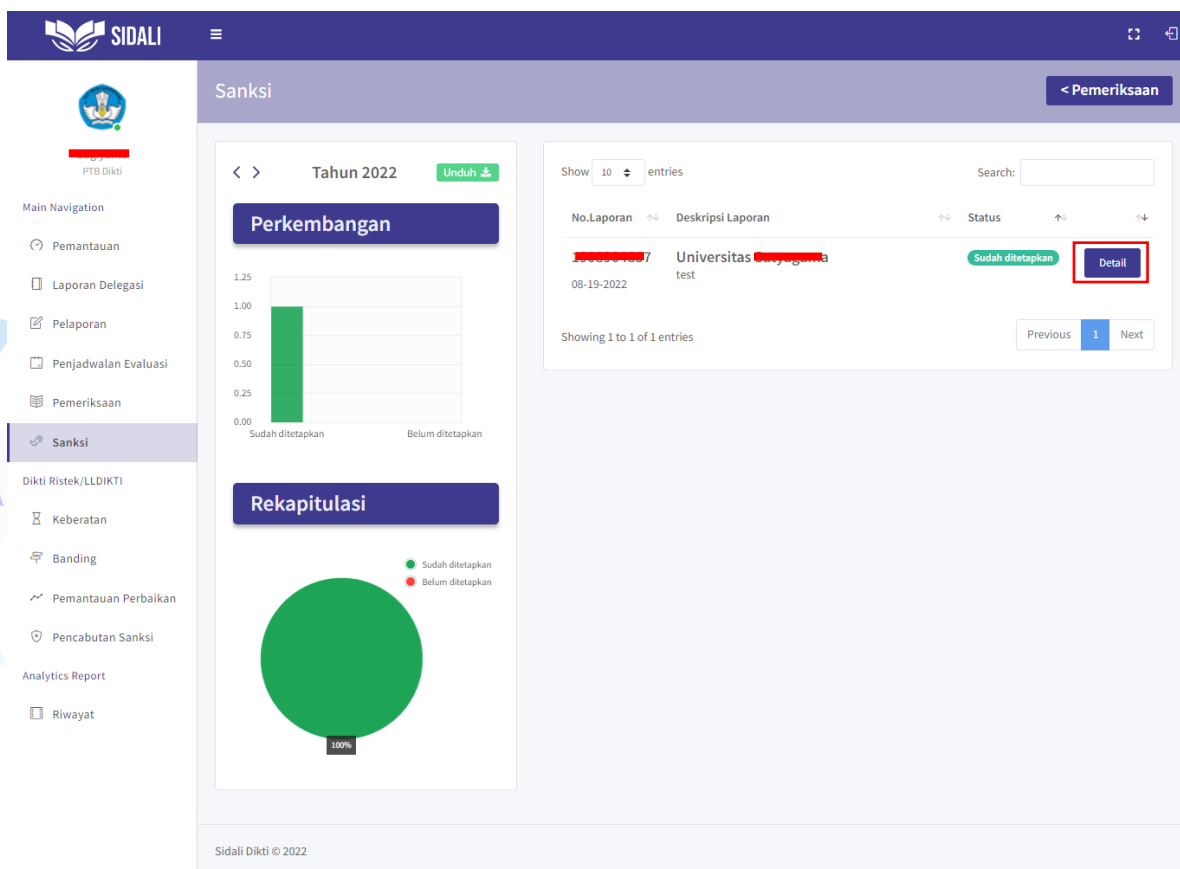 SIDALI
Sanksi
< Pemeriksaan
PTB Dikti
Main Navigation
Pemantauan
Laporan Delegasi
Pelaporan
Penjadwalan Evaluasi
Pemeriksaan
Sanksi
Dikti Ristek/LLDIKTI
Keberatan
Banding
Pemantauan Perbaikan
Pencabutan Sanksi
Analytics Report
Riwayat
Tahun 2022
Unduh
Perkembangan
1.25
1.00
0.75
0.50
0.25
0.00
Sudah ditetapkan Belum ditetapkan
Rekapitulasi
Sudah ditetapkan
Belum ditetapkan
100%
Show 10 entries Search:
No.Laporan Deskripsi Laporan Status
Universitas
Sudah ditetapkan
Detail
test
08-19-2022
Showing 1 to 1 of 1 entries
Previous 1 Next
Sidali Dikti © 2022